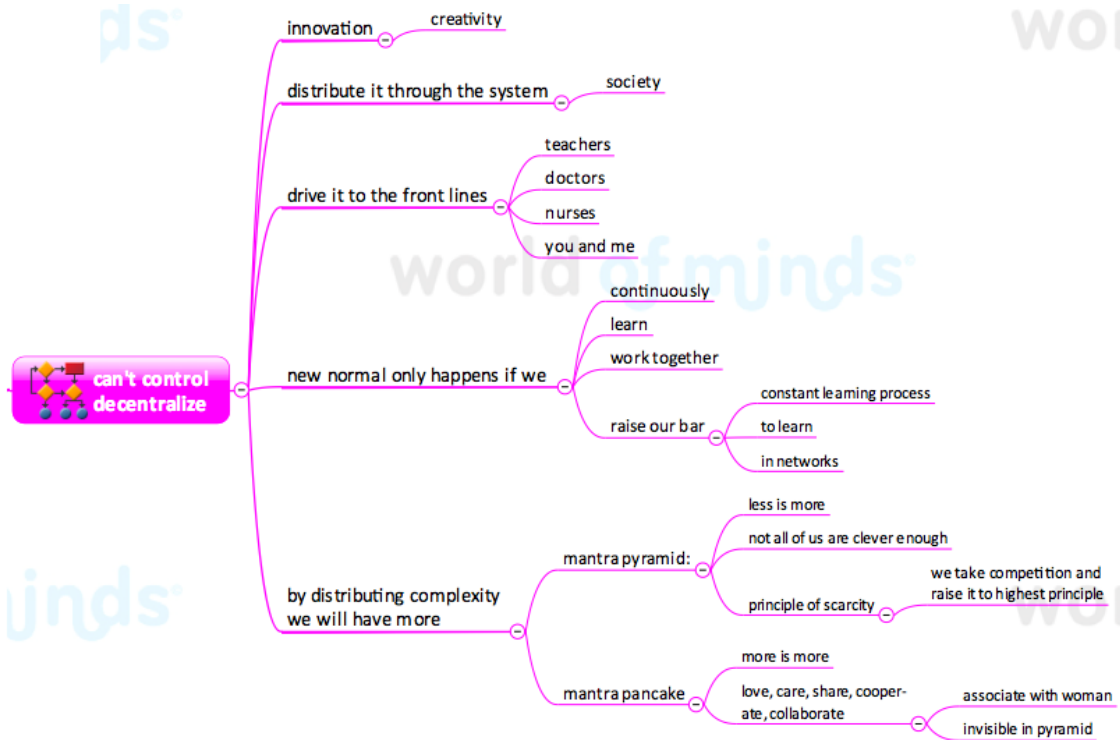 ds
wor
innovation
creativity
distribute it through the system
society
drive it to the front lines
teachers
doctors
nurses
you and me
world of minds
can't control
decentralize
new normal only happens if we
continuously
learn
work together
raise our bar
constant learning process
to learn
in networks
by distributing complexity
we will have more
mantra pyramid:
less is more
not all of us are clever enough
principle of scarcity
we take competition and
raise it to highest principle
mantra pancake
more is more
love, care, share, cooper-
ate, collaborate
associate with woman
invisible in pyramid
inds
wor